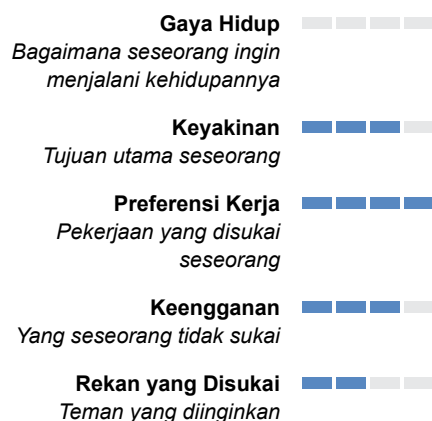 Gaya Hidup
Bagaimana seseorang ingin
menjalani kehidupannya
Keyakinan
Tujuan utama seseorang
Preferensi Kerja
Pekerjaan yang disukai
seseorang
Keengganan
Yang seseorang tidak sukai
Rekan yang Disukai
Teman yang diinginkan